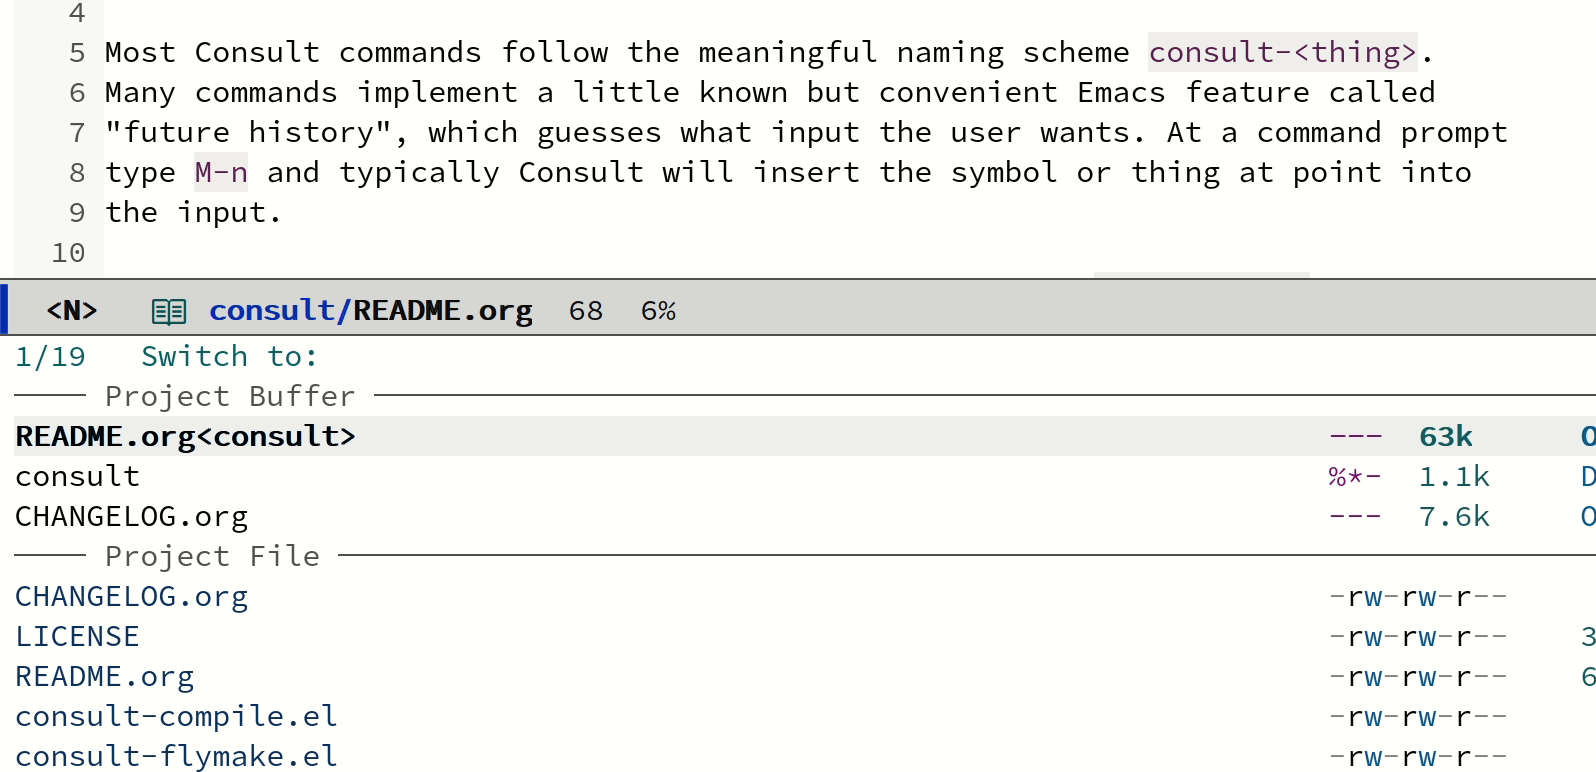 4
5 Most Consult commands follow the meaningful naming scheme consult-<thing>.
6 Many commands implement a little known but convenient Emacs feature called
7 "future history", which guesses what input the user wants. At a command prompt
8 type M-n and typically Consult will insert the symbol or thing at point into
9 the input.
10
<N> consult/README.org 68 6%
1/19 Switch to:
Project Buffer
README.org<consult> --- 63k
consult %*- 1.1k
CHANGELOG.org --- 7.6k
Project File
CHANGELOG.org -rw-rw-r--
LICENSE -rw-rw-r-- 3
README.org -rw-rw-r-- 6
consult-compile.el -rw-rw-r--
consult-flymake.el -rw-rw-r--